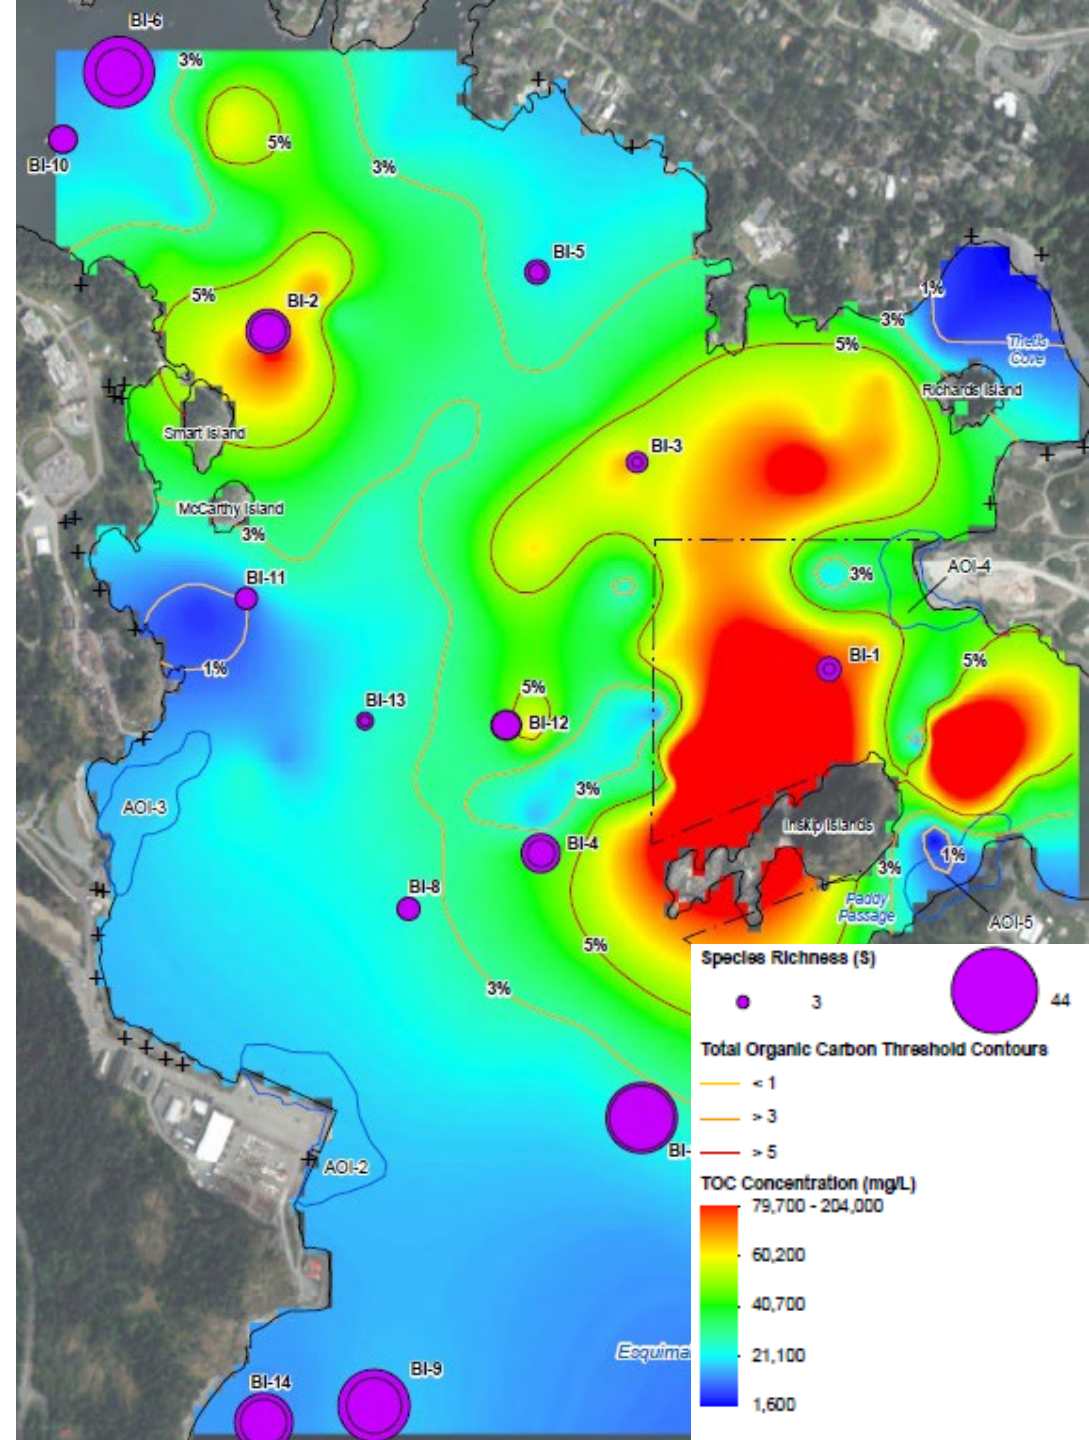 BI-6
3%
5%
BI-10
3%
BI-5
5%
BI-2
1%
3%
Thetis
Cove
5%
Richards Island
Smart Island
BI-3
McCarthy Island
3%
BI-11
3%
AOI-4
1%
BI-1
5%
5%
BI-13
BI-12
3%
AOI-3
Inskip Islands
BI-4
1%
3%
BI-8
Paddy
Passage
AOI-5
5%
3%
BI-
AOI-2
Esquima
BI-9
BI-14
Species Richness (S)
3
44
Total Organic Carbon Threshold Contours
< 1
> 3
> 5
TOC Concentration (mg/L)
79,700 - 204,000
60,200
40,700
21,100
1,600